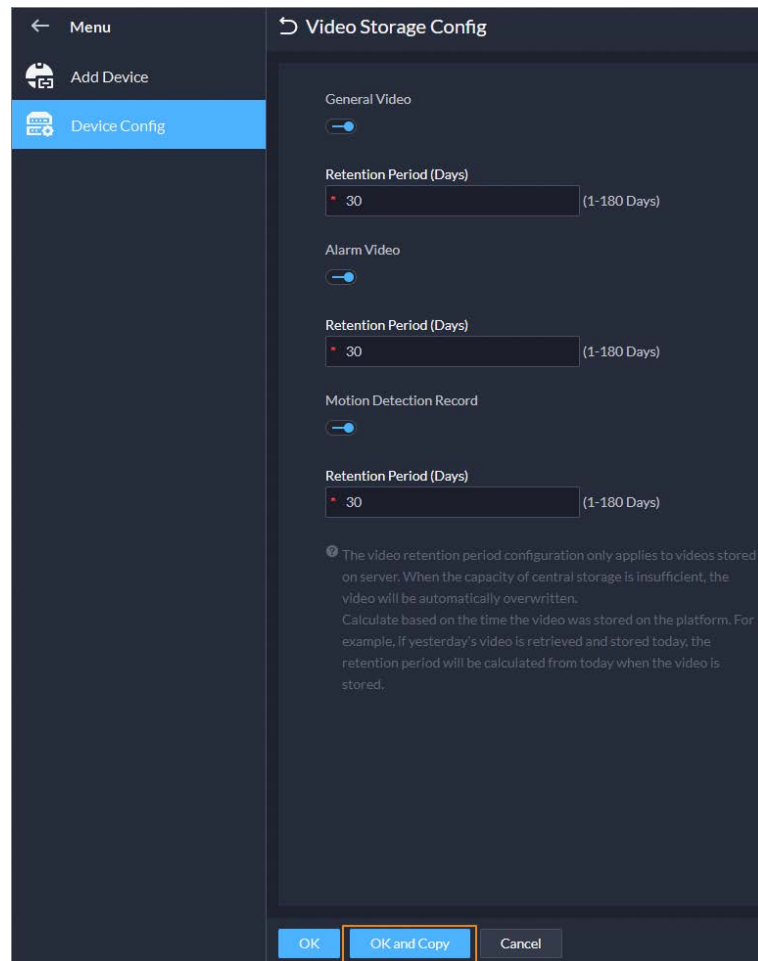 Menu
Add Device
Device Config
Video Storage Config
General Video
Retention Period (Days)
* 30 (1-180 Days)
Alarm Video
Retention Period (Days)
* 30 (1-180 Days)
Motion Detection Record
Retention Period (Days)
* 30 (1-180 Days)
The video retention period configuration only applies to videos stored
on server. When the capacity of central storage is insufficient, the
video will be automatically overwritten.
Calculate based on the time the video was stored on the platform. For
example, if yesterday's video is retrieved and stored today, the
retention period will be calculated from today when the video is
stored.
OK
OK and Copy
Cancel